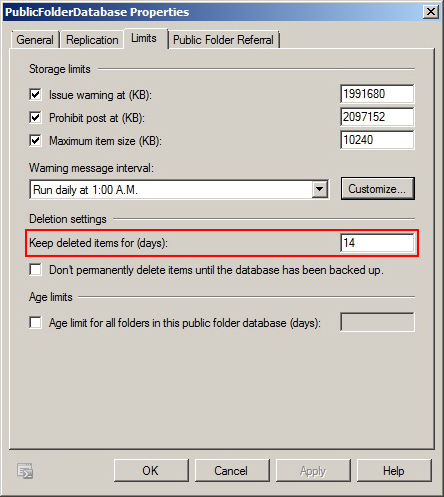 PublicFolderDatabase Properties
General Replication Limits Public Folder Referral
Storage limits
Issue warning at (KB): 1991680
Prohibit post at (KB): 2097152
Maximum item size (KB): 10240
Warning message interval:
Run daily at 1:00 A.M. Customize...
Deletion settings
Keep deleted items for (days): 14
Don't permanently delete items until the database has been backed up.
Age limits
Age limit for all folders in this public folder database (days):
OK Cancel Apply Help